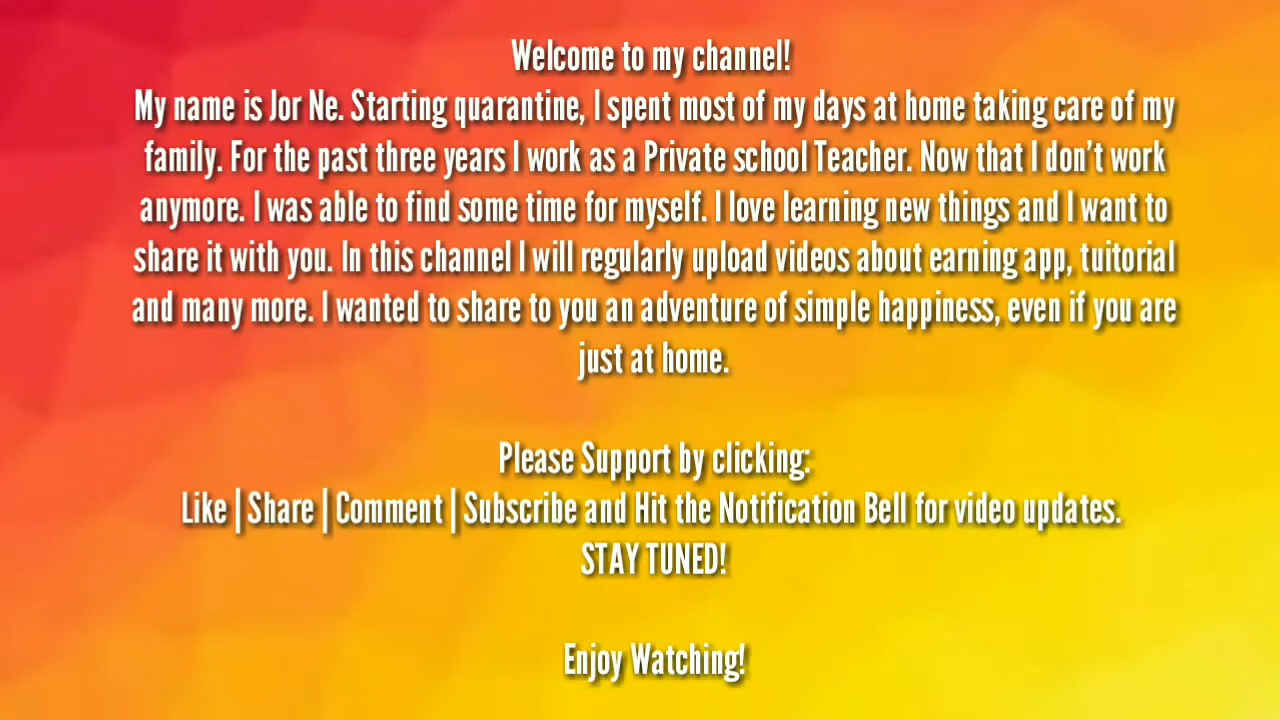 Welcome to my channel!
My name is Jor Ne. Starting quarantine, I spent most of my days at home taking care of my
family. For the past three years I work as a Private school Teacher. Now that I don't work
anymore. I was able to find some time for myself. I love learning new things and I want to
share it with you. In this channel I will regularly upload videos about earning app, tuitorial
and many more. I wanted to share to you an adventure of simple happiness, even if you are
just at home.
Please Support by clicking:
Like | Share | Comment | Subscribe and Hit the Notification Bell for video updates.
STAY TUNED!
Enjoy Watching!